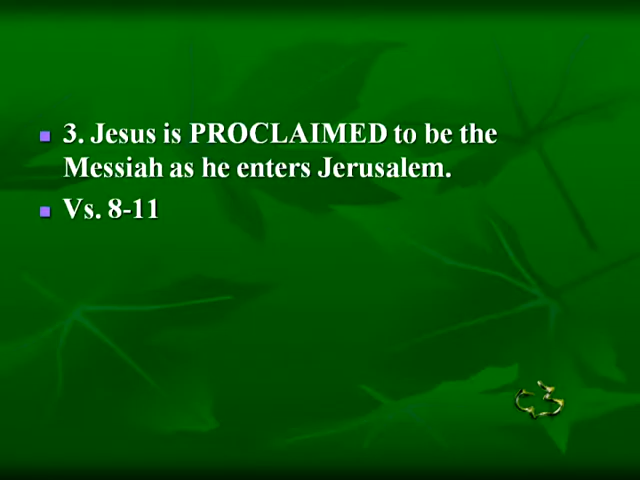 3. Jesus is PROCLAIMED to be the
Messiah as he enters Jerusalem.
Vs. 8-11